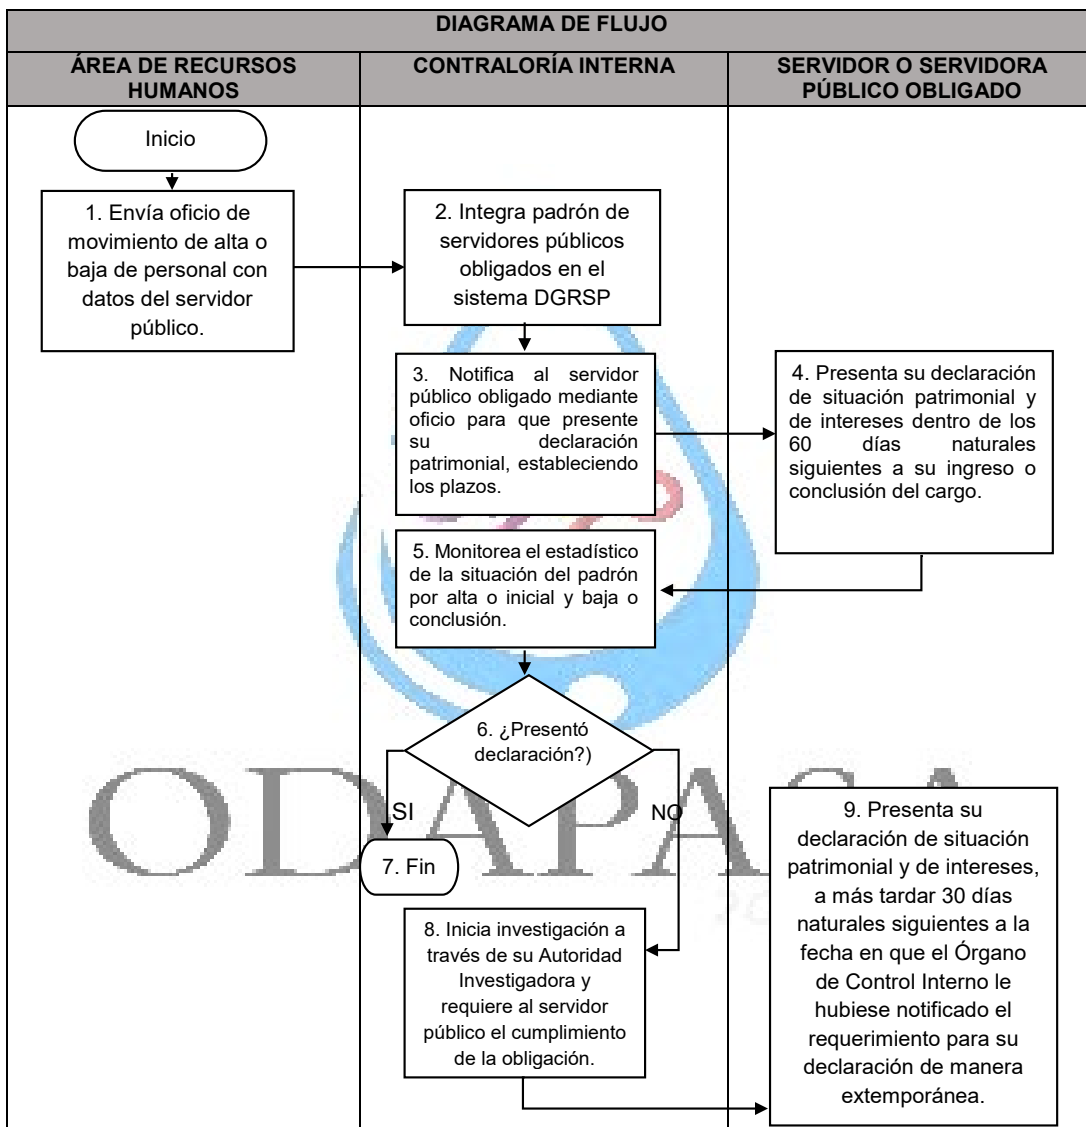 DIAGRAMA DE FLUJO
ÁREA DE RECURSOS
HUMANOS
CONTRALORÍA INTERNA
SERVIDOR O SERVIDORA
PÚBLICO OBLIGADO
Inicio
1. Envía oficio de
movimiento de alta o
baja de personal con
datos del servidor
público.
2. Integra padrón de
servidores públicos
obligados en el
sistema DGRSP
3. Notifica al servidor
público obligado mediante
oficio para que presente
su declaración
patrimonial, estableciendo
los plazos.
4. Presenta su declaración
de situación patrimonial y
de intereses dentro de los
60 días naturales
siguientes a su ingreso o
conclusión del cargo.
5. Monitorea el estadístico
de la situación del padrón
por alta o inicial y baja o
conclusión.
6. ¿Presentó
declaración?)
SI
NO
7. Fin
8. Inicia investigación a
través de su Autoridad
Investigadora y
requiere al servidor
público el cumplimiento
de la obligación.
9. Presenta su
declaración de situación
patrimonial y de intereses,
a más tardar 30 días
naturales siguientes a la
fecha en que el Órgano
de Control Interno le
hubiese notificado el
requerimiento para su
declaración de manera
extemporánea.
ODAPASA